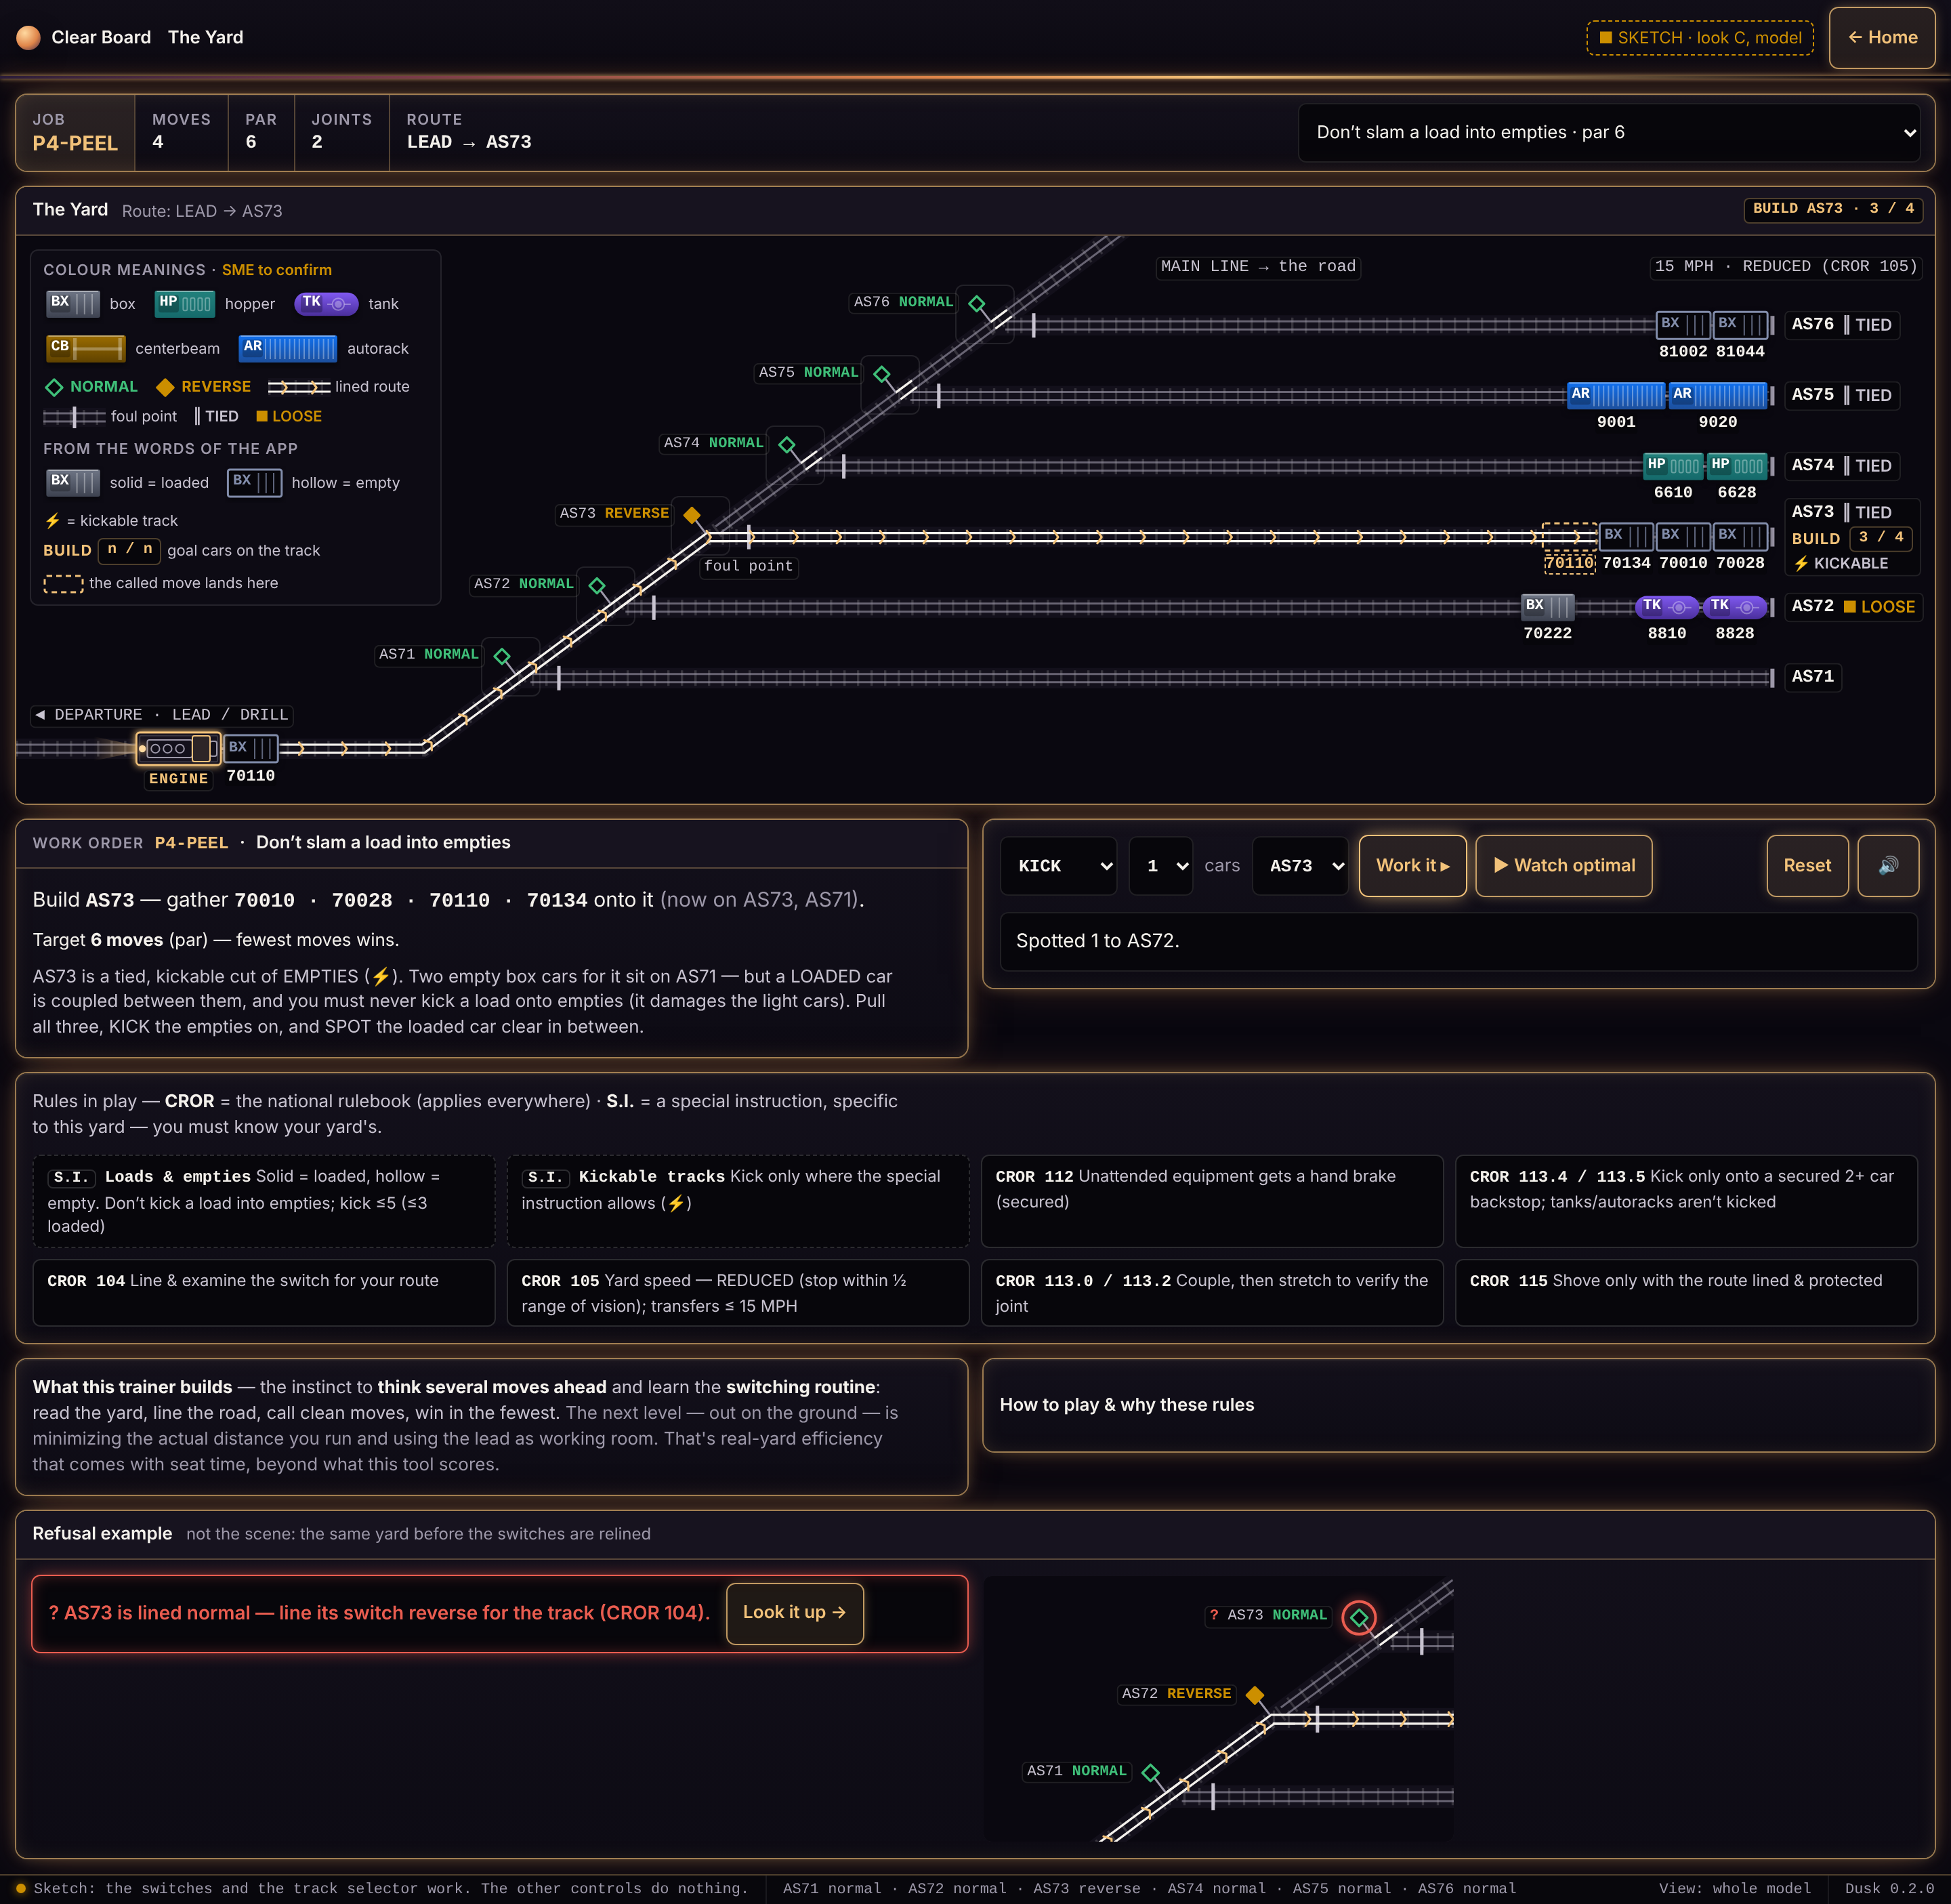 Clear Board The Yard
SKETCH · look C, model
← Home
JOB
P4-PEEL
MOVES
4
PAR
6
JOINTS
2
ROUTE
LEAD → AS73
Don’t slam a load into empties · par 6
The Yard Route: LEAD → AS73
BUILD AS73 · 3 / 4
COLOUR MEANINGS · SME to confirm
BX box HP hopper TK tank
CB centerbeam AR autorack
NORMAL REVERSE lined route
foul point TIED LOOSE
FROM THE WORDS OF THE APP
BX solid = loaded BX hollow = empty
⚡ = kickable track
BUILD n / n goal cars on the track
the called move lands here
MAIN LINE → the road
15 MPH · REDUCED (CROR 105)
AS76 NORMAL
BX BX
81002 81044
AS76 TIED
AS75 NORMAL
AR AR
9001 9020
AS75 TIED
AS74 NORMAL
HP HP
6610 6628
AS74 TIED
AS73 REVERSE
foul point
BX BX BX
70110 70134 70010 70028
AS73 TIED
BUILD 3 / 4
⚡ KICKABLE
AS72 NORMAL
BX TK TK
70222 8810 8828
AS72 LOOSE
AS71 NORMAL
AS71
◄ DEPARTURE · LEAD / DRILL
BX
ENGINE 70110
WORK ORDER P4-PEEL · Don’t slam a load into empties
Build AS73 — gather 70010 · 70028 · 70110 · 70134 onto it (now on AS73, AS71).
Target 6 moves (par) — fewest moves wins.
AS73 is a tied, kickable cut of EMPTIES (⚡). Two empty box cars for it sit on AS71 — but a LOADED car
is coupled between them, and you must never kick a load onto empties (it damages the light cars). Pull
all three, KICK the empties on, and SPOT the loaded car clear in between.
KICK 1 cars AS73 Work it ▸ ▶ Watch optimal Reset 🔊
Spotted 1 to AS72.
Rules in play — CROR = the national rulebook (applies everywhere) · S.I. = a special instruction, specific
to this yard — you must know your yard's.
S.I. Loads & empties Solid = loaded, hollow =
empty. Don’t kick a load into empties; kick ≤5 (≤3
loaded)
S.I. Kickable tracks Kick only where the special
instruction allows (⚡)
CROR 112 Unattended equipment gets a hand brake
(secured)
CROR 113.4 / 113.5 Kick only onto a secured 2+ car
backstop; tanks/autoracks aren’t kicked
CROR 104 Line & examine the switch for your route
CROR 105 Yard speed — REDUCED (stop within ½
range of vision); transfers ≤ 15 MPH
CROR 113.0 / 113.2 Couple, then stretch to verify the
joint
CROR 115 Shove only with the route lined & protected
What this trainer builds — the instinct to think several moves ahead and learn the switching routine:
read the yard, line the road, call clean moves, win in the fewest. The next level — out on the ground — is
minimizing the actual distance you run and using the lead as working room. That's real-yard efficiency
that comes with seat time, beyond what this tool scores.
How to play & why these rules
Refusal example not the scene: the same yard before the switches are relined
? AS73 is lined normal — line its switch reverse for the track (CROR 104).
Look it up →
? AS73 NORMAL
AS72 REVERSE
AS71 NORMAL
Sketch: the switches and the track selector work. The other controls do nothing.
AS71 normal · AS72 normal · AS73 reverse · AS74 normal · AS75 normal · AS76 normal
View: whole model
Dusk 0.2.0